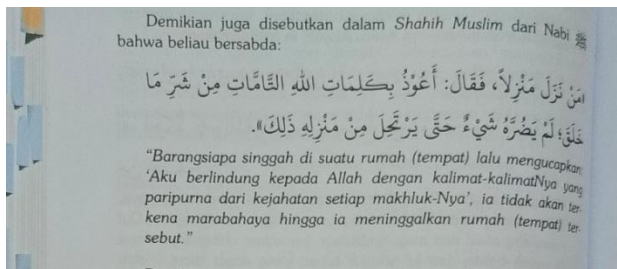 Demikian juga disebutkan dalam Shahih Muslim dari Nabi ﷺ
bahwa beliau bersabda:
«مَنْ نَزَلَ مَنْزِلاً، فَقَالَ: أَعُوْذُ بِكَلِمَاتِ اللهِ التَّامَّاتِ مِنْ شَرِّ مَا
خَلَقَ؛ لَمْ يَضُرَّهُ شَيْءٌ حَتَّى يَرْتَحِلَ مِنْ مَنْزِلِهِ ذَلِكَ».
"Barangsiapa singgah di suatu rumah (tempat) lalu mengucapkan:
'Aku berlindung kepada Allah dengan kalimat-kalimatNya yang
paripurna dari kejahatan setiap makhluk-Nya', ia tidak akan ter-
kena marabahaya hingga ia meninggalkan rumah (tempat) ter-
sebut."